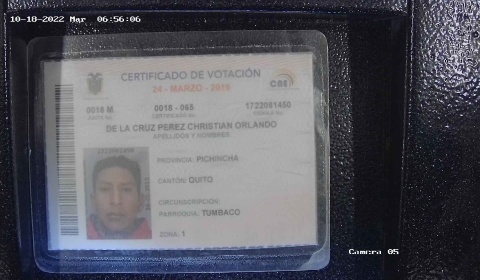 10-18-2022 Mar 06:56:06
CERTIFICADO DE VOTACIÓN
24 - MARZO - 2019
CNE
0018 M
0018 - 065
1722081450
JUNTA No.
CERTIFICADO No.
CÉDULA No.
DE LA CRUZ PEREZ CHRISTIAN ORLANDO
APELLIDOS Y NOMBRES
PROVINCIA: PICHINCHA
CANTÓN: QUITO
CIRCUNSCRIPCIÓN:
PARROQUIA: TUMBACO
ZONA: 1
Camera 05